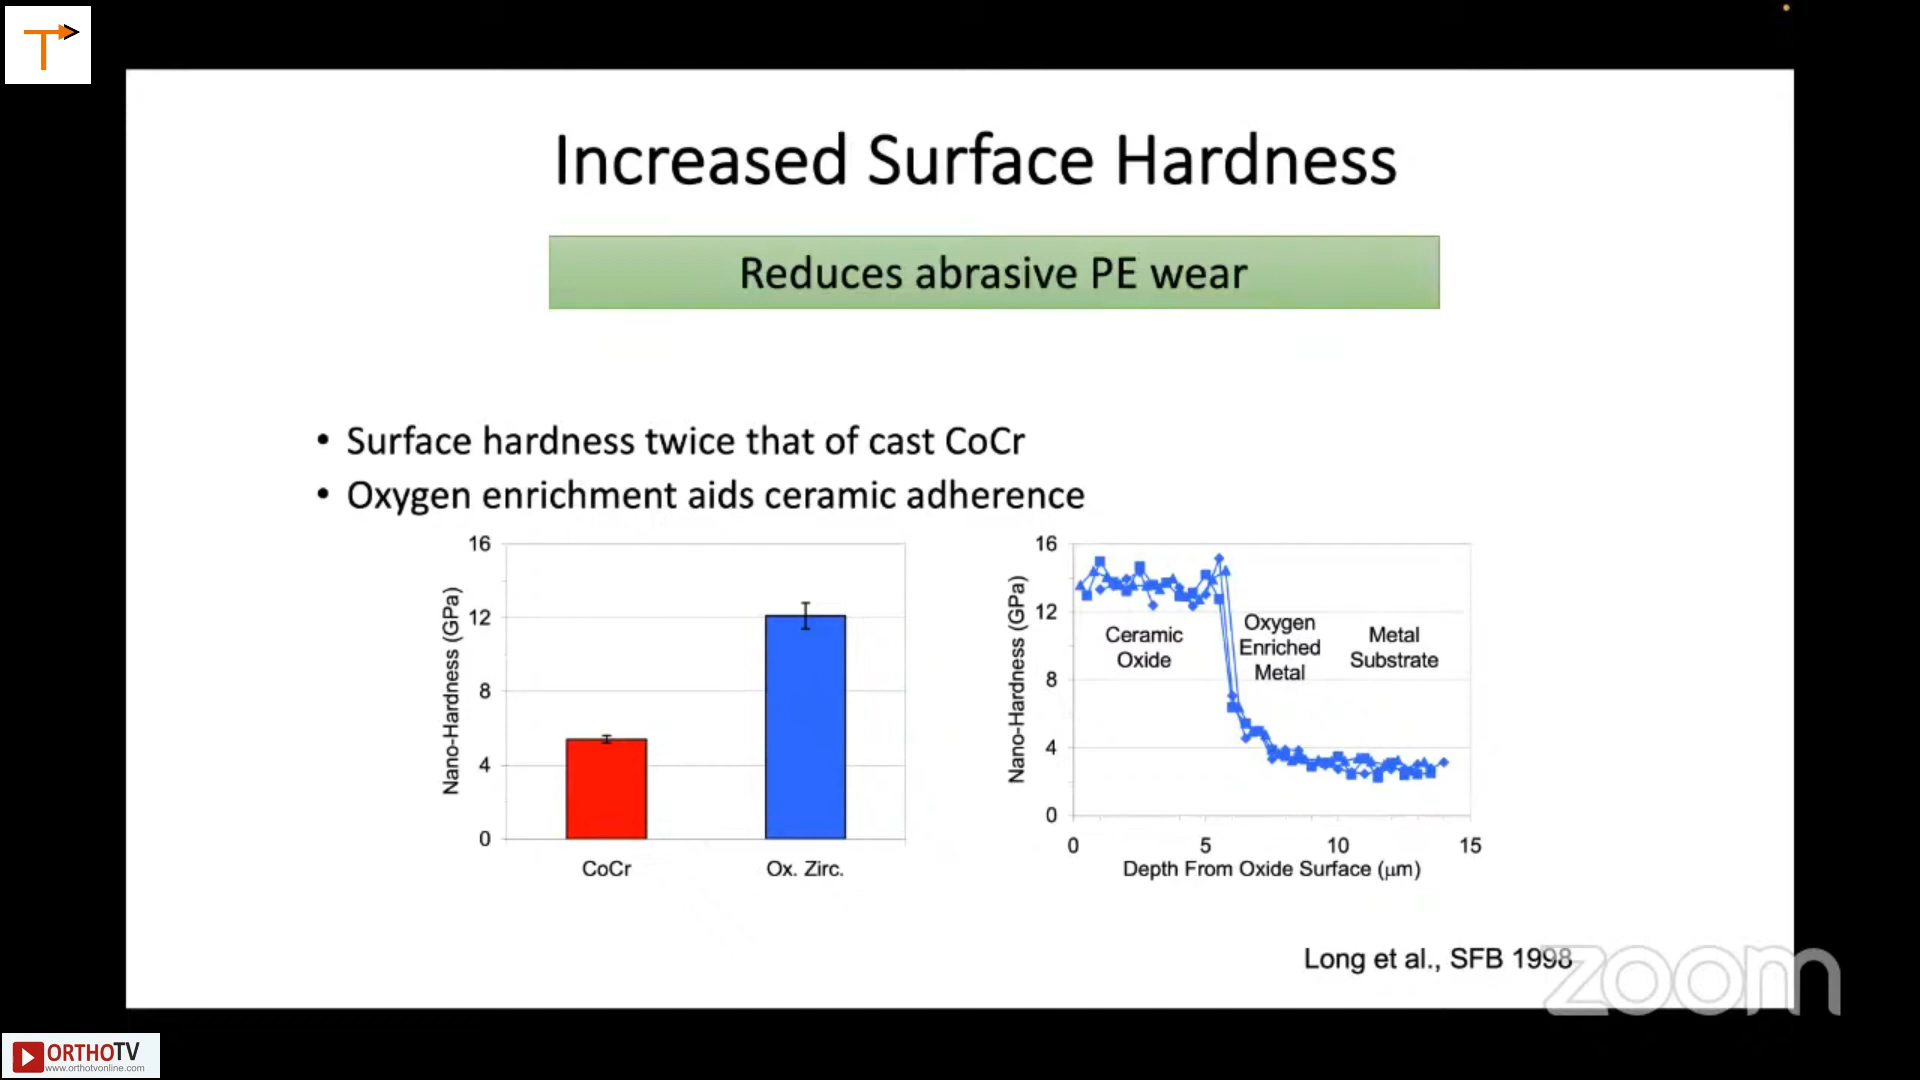 T
Increased Surface Hardness
Reduces abrasive PE wear
• Surface hardness twice that of cast CoCr
• Oxygen enrichment aids ceramic adherence
16
12
8
4
0
Nano-Hardness (GPa)
CoCr
Ox. Zirc.
16
12
8
4
0
Nano-Hardness (GPa)
Ceramic
Oxide
Oxygen
Enriched
Metal
Metal
Substrate
0 5 10 15
Depth From Oxide Surface (μm)
Long et al., SFB 1998
zoom
ORTHOTV
www.orthotvonline.com